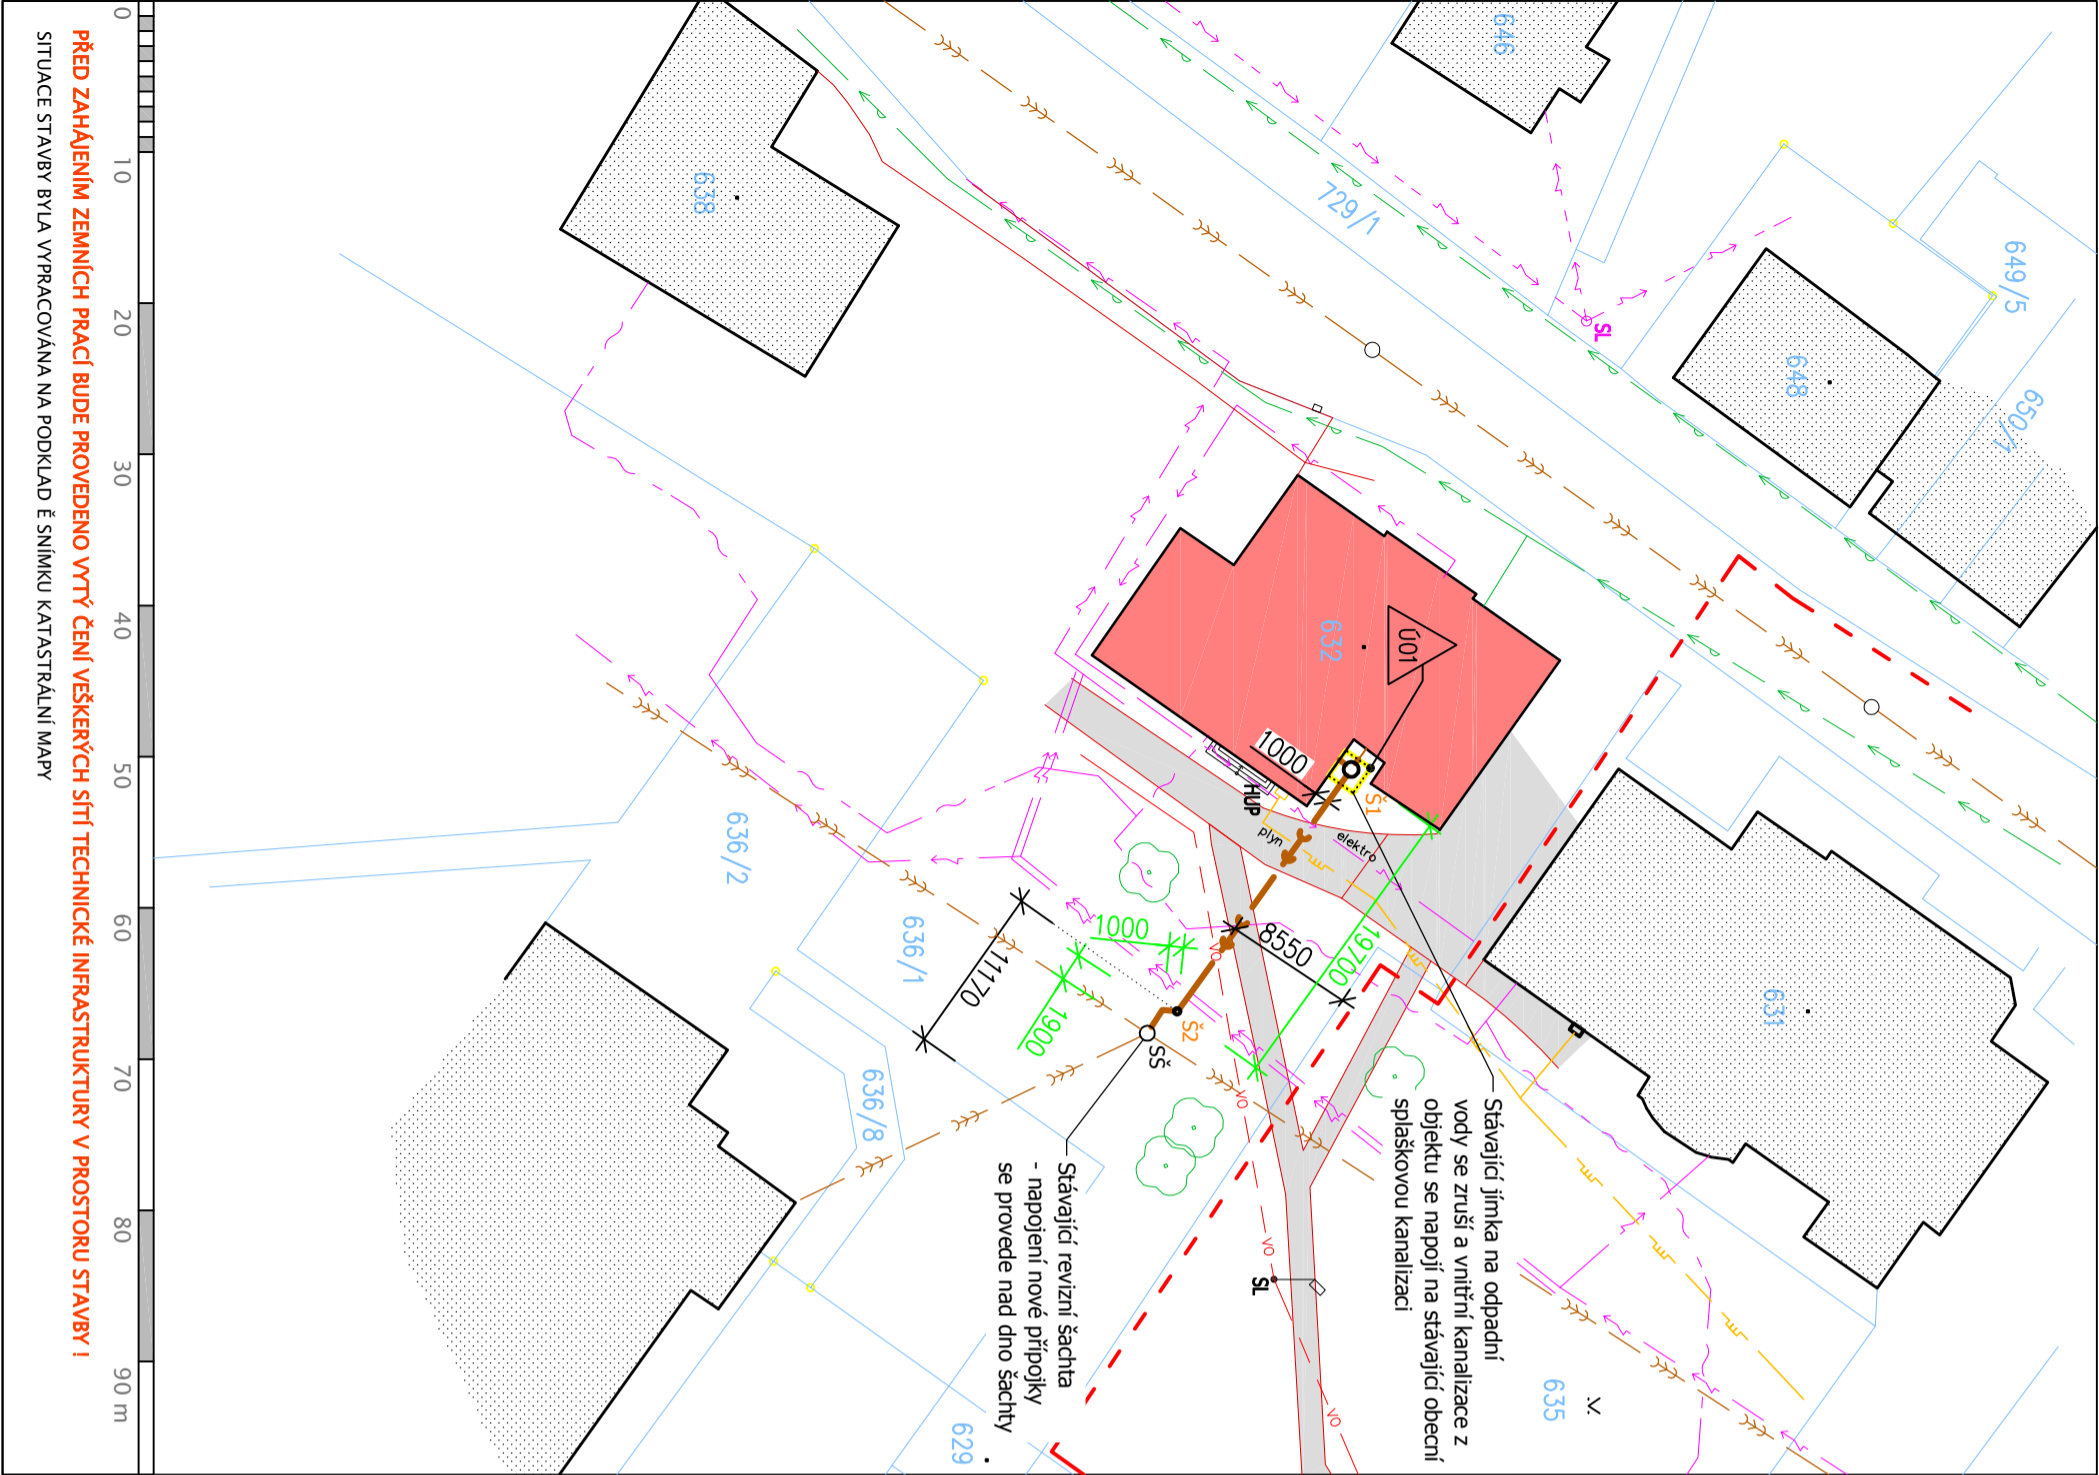 PŘED ZAHÁJENÍM ZEMNÍCH PRACÍ BUDE PROVEDENO VYTÝ ČENÍ VEŠKERÝCH SÍTÍ TECHNICKÉ INFRASTRUKTURY V PROSTORU STAVBY !
SITUACE STAVBY BYLA VYPRACOVÁNA NA PODKLAD Ě SNÍMKU KATASTRÁLNÍ MAPY
0
10
20
30
40
50
60
70
80
90 m
646
729/1
649/5
650/1
648
SL
638
632
Ú01
1000
Š1
HUP
plyn
elektro
8550
19700
1000
1900
11170
Š2
SŠ
631
636/2
636/1
636/8
635
629
VO
VO
VO
VO
SL
Stávající jímka na odpadní
vody se zruší a vnitřní kanalizace z
objektu se napojí na stávající obecní
splaškovou kanalizaci
Stávající revizní šachta
- napojení nové přípojky
se provede nad dno šachty